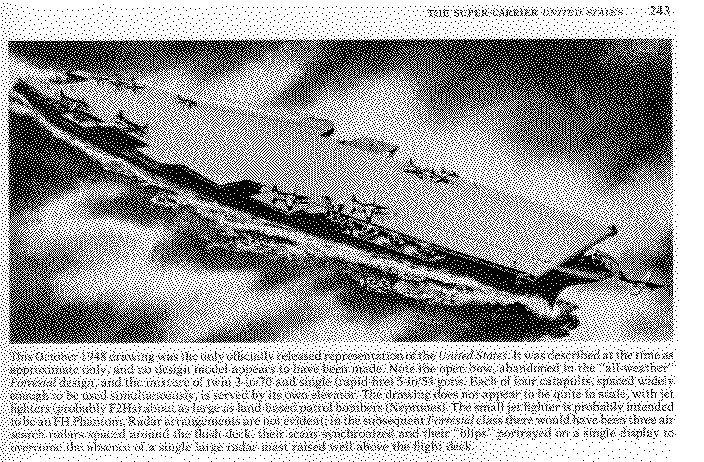 THE SUPER-CARRIER UNITED STATES 243
This October 1948 drawing was the only officially released representation of the United States. It was described at the time as
approximate only, and no design model appears to have been made. Note the open bow, abandoned in the "all-weather"
Forrestal design, and the mixture of twin 3-in/70 and single (rapid fire) 5-in/54 guns. Each of four catapults, spaced widely
enough to be used simultaneously, is served by its own elevator. The drawing does not appear to be quite in scale, with jet
fighters (probably F2Hs) about as large as land-based patrol bombers (Neptunes). The small jet fighter is probably intended
to be an FH Phantom. Radar arrangements are not evident; in the subsequent Forrestal class there would have been three air
search radars spaced around the flush deck, their scans synchronized and their "blips" portrayed on a single display to
overcome the absence of a single large radar mast raised well above the flight deck.